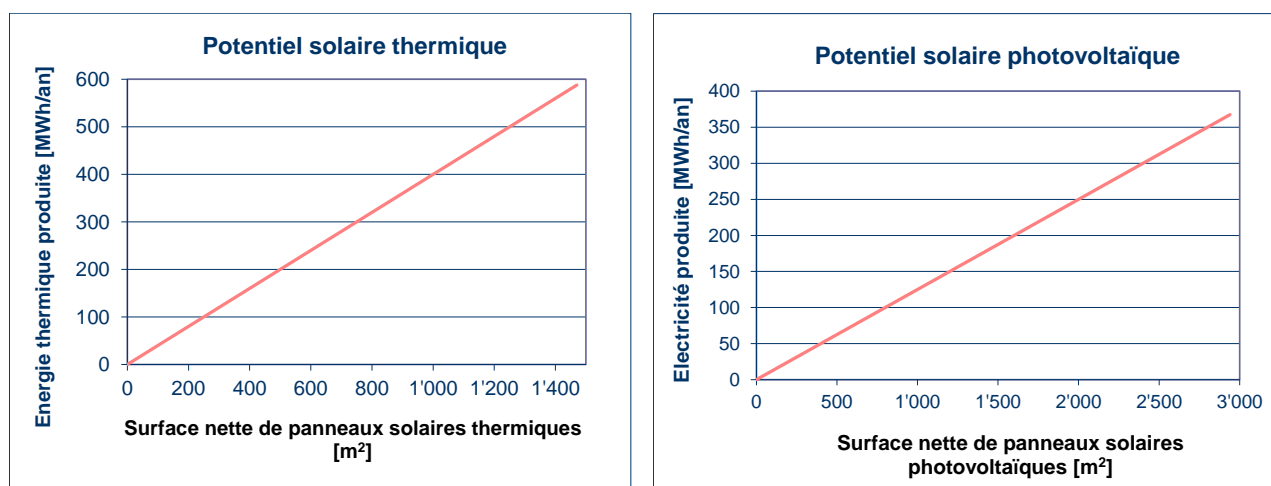 Potentiel solaire thermique
Energie thermique produite [MWh/an]
600
500
400
300
200
100
0
0 200 400 600 800 1'000 1'200 1'400
Surface nette de panneaux solaires thermiques
[m²]
Potentiel solaire photovoltaïque
Electricité produite [MWh/an]
400
350
300
250
200
150
100
50
0
0 500 1'000 1'500 2'000 2'500 3'000
Surface nette de panneaux solaires
photovoltaïques [m²]